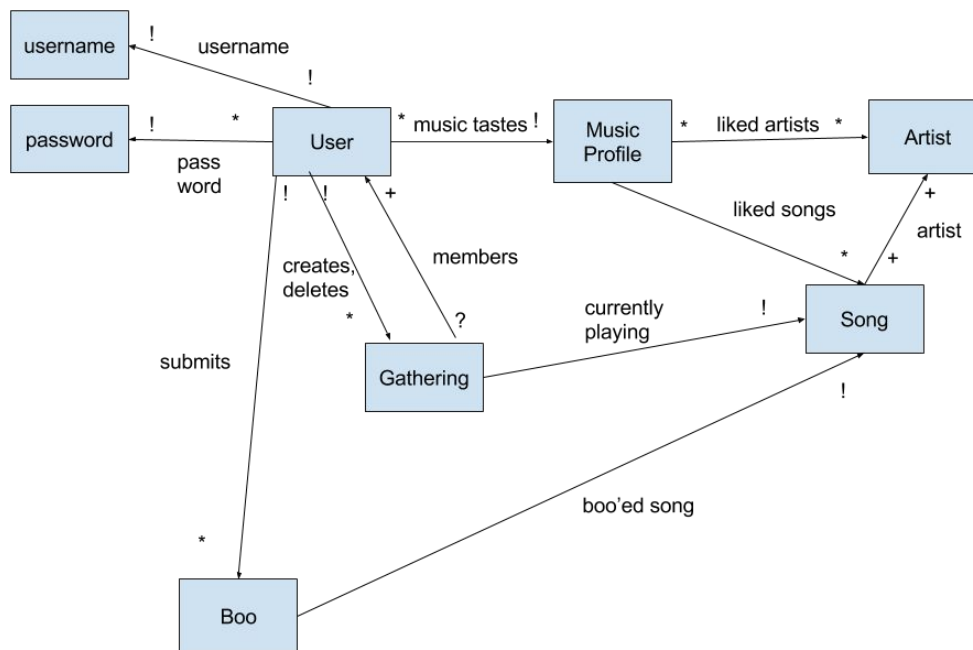 !
username
username
!
!
*
*
!
password
User
music tastes
Music
Profile
*
liked artists
*
Artist
pass
word
!
!
+
+
liked songs
artist
members
creates,
deletes
*
+
*
?
currently
playing
!
Song
submits
Gathering
!
boo'ed song
*
Boo